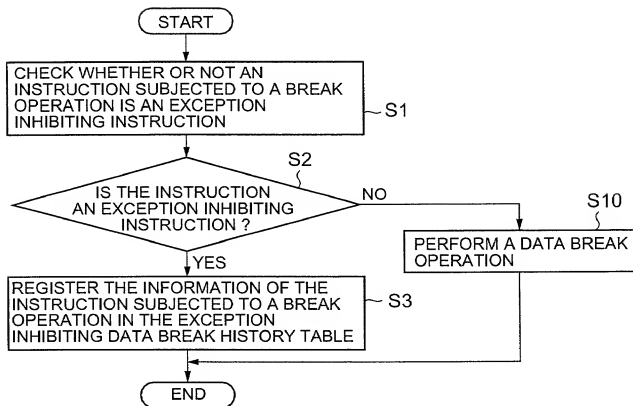 START
CHECK WHETHER OR NOT AN
INSTRUCTION SUBJECTED TO A BREAK
OPERATION IS AN EXCEPTION
INHIBITING INSTRUCTION
S1
S2
IS THE INSTRUCTION
AN EXCEPTION INHIBITING
INSTRUCTION ?
NO
S10
PERFORM A DATA BREAK
OPERATION
YES
REGISTER THE INFORMATION OF THE
INSTRUCTION SUBJECTED TO A BREAK
OPERATION IN THE EXCEPTION
INHIBITING DATA BREAK HISTORY TABLE
S3
END